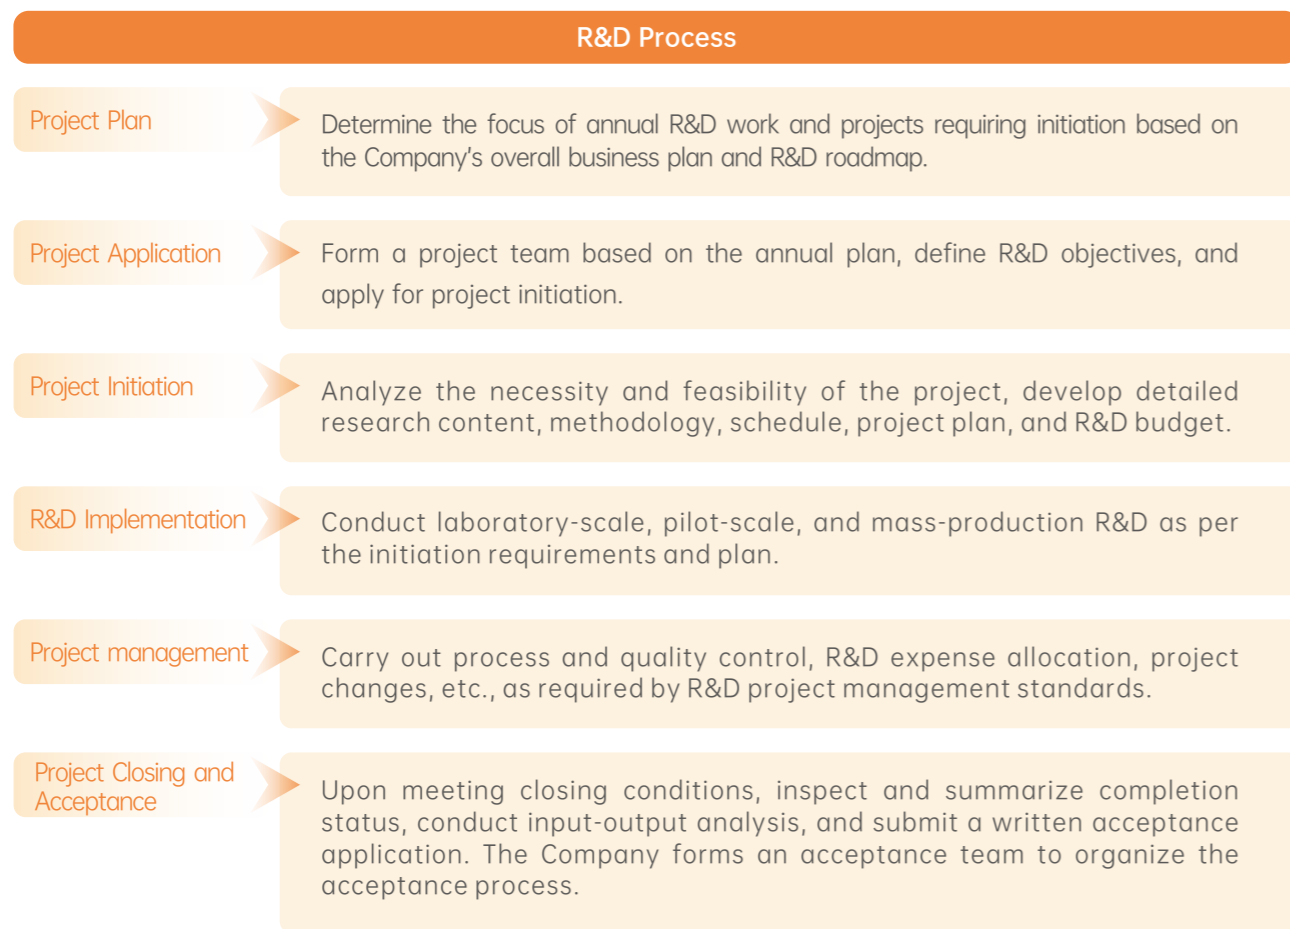 R&D Process
Project Plan
Determine the focus of annual R&D work and projects requiring initiation based on
the Company's overall business plan and R&D roadmap.
Project Application
Form a project team based on the annual plan, define R&D objectives, and
apply for project initiation.
Project Initiation
Analyze the necessity and feasibility of the project, develop detailed
research content, methodology, schedule, project plan, and R&D budget.
R&D Implementation
Conduct laboratory-scale, pilot-scale, and mass-production R&D as per
the initiation requirements and plan.
Project management
Carry out process and quality control, R&D expense allocation, project
changes, etc., as required by R&D project management standards.
Project Closing and
Acceptance
Upon meeting closing conditions, inspect and summarize completion
status, conduct input-output analysis, and submit a written acceptance
application. The Company forms an acceptance team to organize the
acceptance process.